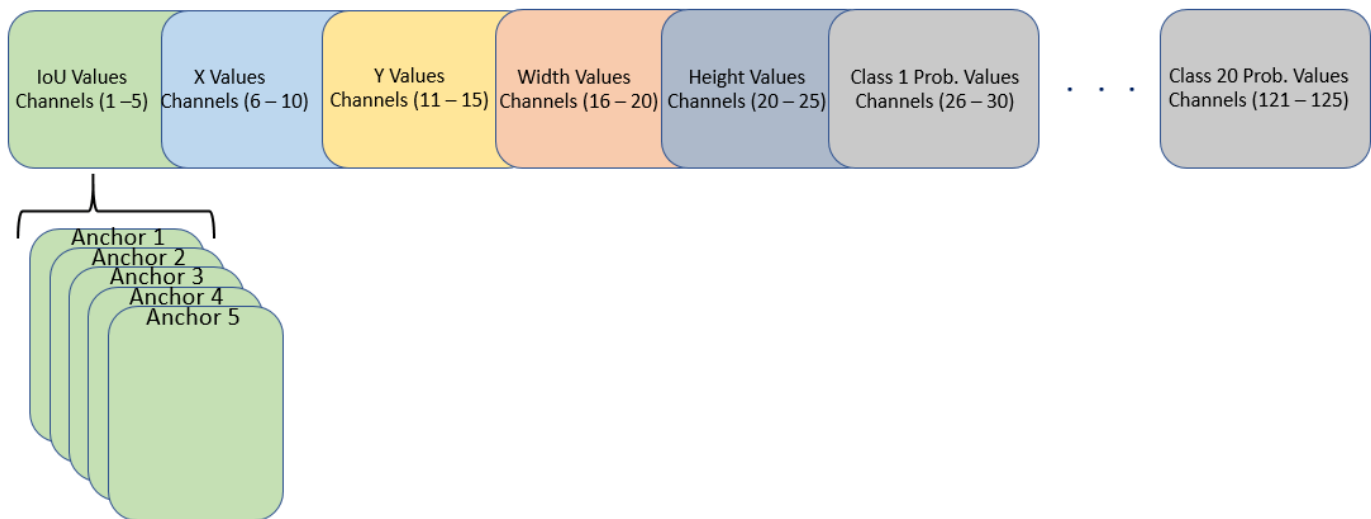 IoU Values
Channels (1 –5)
X Values
Channels (6 – 10)
Y Values
Channels (11 – 15)
Width Values
Channels (16 – 20)
Height Values
Channels (20 – 25)
Class 1 Prob. Values
Channels (26 – 30)
. . . .
Class 20 Prob. Values
Channels (121 – 125)
Anchor 1
Anchor 2
Anchor 3
Anchor 4
Anchor 5